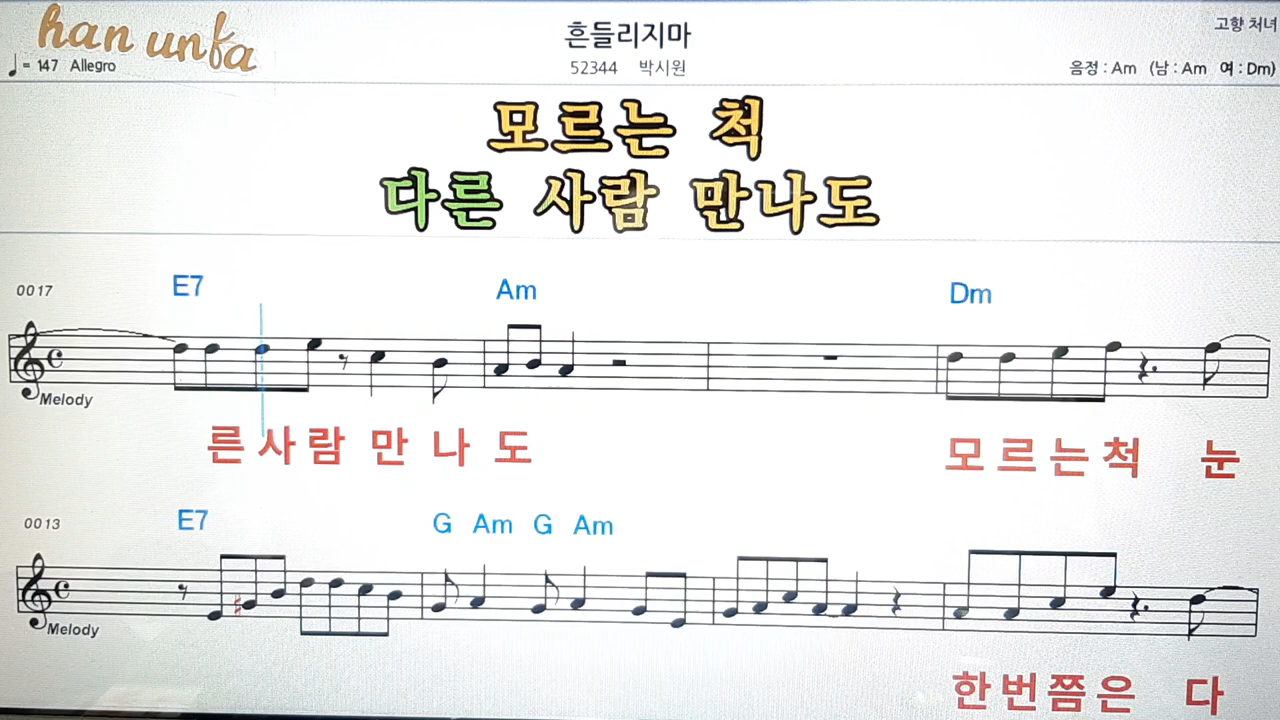 han unfa
♩ = 147 Allegro
흔들리지마
52344 박시원
고향 처녀
음정 : Am (남 : Am 여 : Dm)
모르는 척
다른 사람 만나도
0017 E7 Am Dm
Melody
른 사 람 만 나 도 모 르 는 척 눈
0013 E7 G Am G Am
Melody
한 번 쯤 은 다